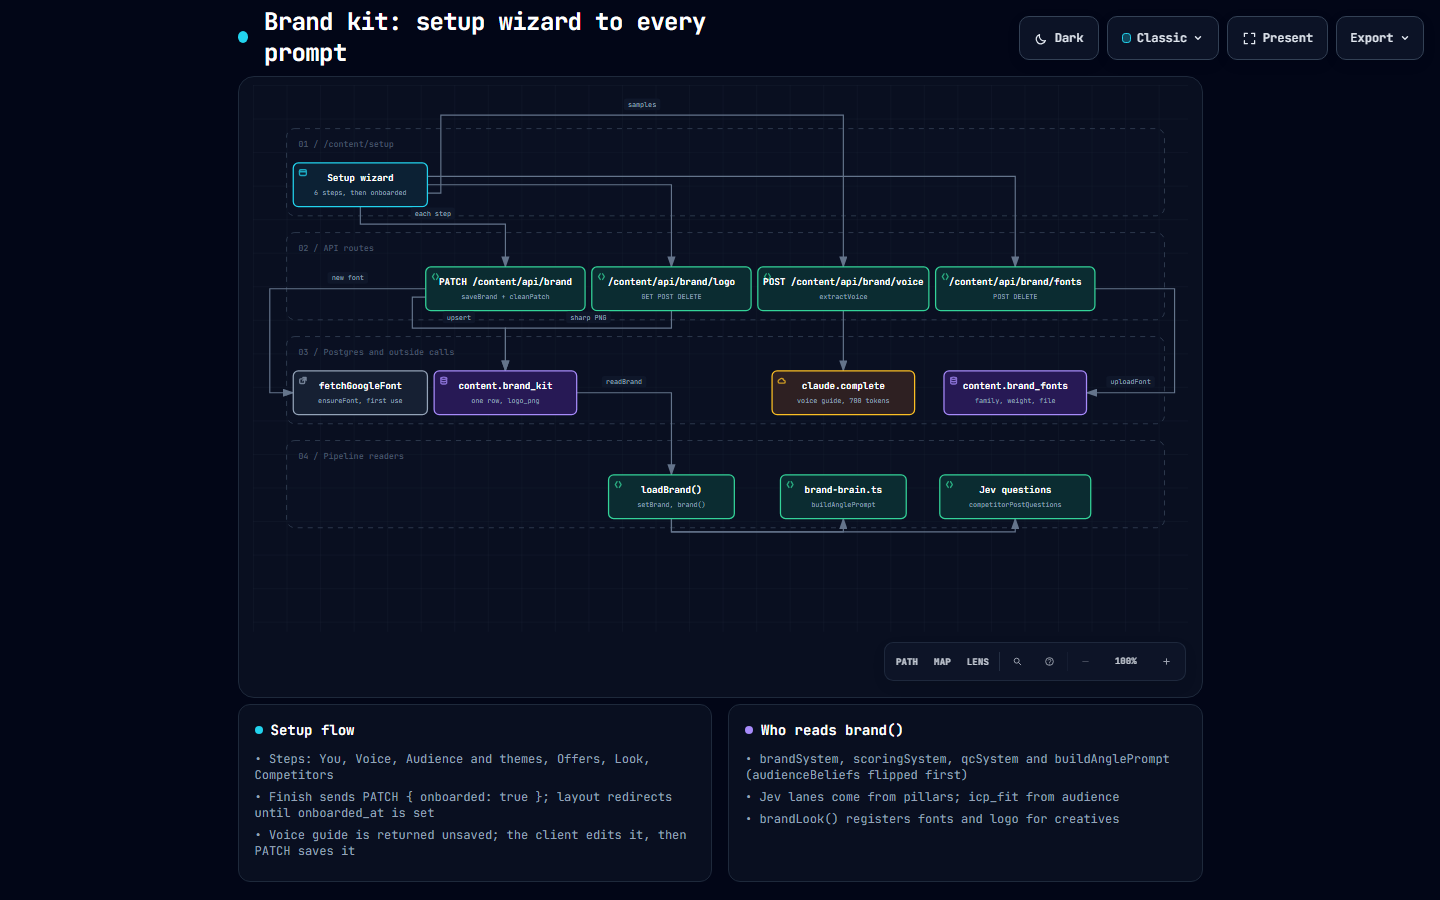 Brand kit: setup wizard to every
prompt
Dark
Classic
Present
Export
samples
01 / /content/setup
Setup wizard
6 steps, then onboarded
each step
02 / API routes
new font
PATCH /content/api/brand
saveBrand + cleanPatch
/content/api/brand/logo
GET POST DELETE
POST /content/api/brand/voice
extractVoice
/content/api/brand/fonts
POST DELETE
upsert
sharp PNG
03 / Postgres and outside calls
fetchGoogleFont
ensureFont, first use
content.brand_kit
one row, logo_png
readBrand
claude.complete
voice guide, 700 tokens
content.brand_fonts
family, weight, file
uploadFont
04 / Pipeline readers
loadBrand()
setBrand, brand()
brand-brain.ts
buildAnglePrompt
Jev questions
competitorPostQuestions
PATH
MAP
LENS
100%
Setup flow
• Steps: You, Voice, Audience and themes, Offers, Look,
Competitors
• Finish sends PATCH { onboarded: true }; layout redirects
until onboarded_at is set
• Voice guide is returned unsaved; the client edits it, then
PATCH saves it
Who reads brand()
• brandSystem, scoringSystem, qcSystem and buildAnglePrompt
(audienceBeliefs flipped first)
• Jev lanes come from pillars; icp_fit from audience
• brandLook() registers fonts and logo for creatives